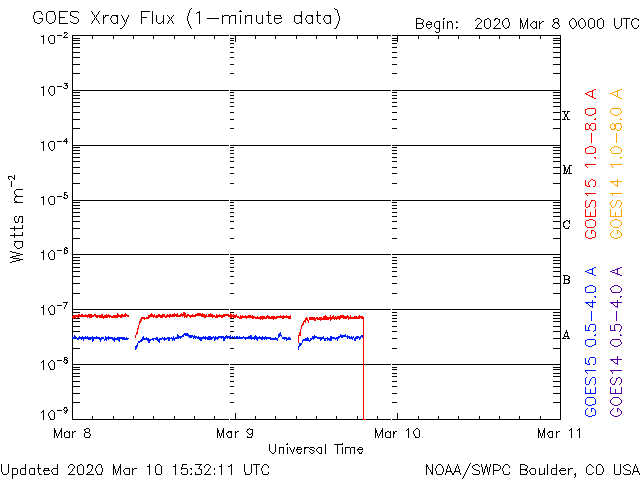 GOES Xray Flux (1-minute data)
Begin: 2020 Mar 8 0000 UTC
Watts m-2
10-2
10-3
10-4
10-5
10-6
10-7
10-8
10-9
X
M
C
B
A
GOES15 1.0-8.0 A
GOES14 1.0-8.0 A
GOES15 0.5-4.0 A
GOES14 0.5-4.0 A
Mar 8
Mar 9
Mar 10
Mar 11
Universal Time
Updated 2020 Mar 10 15:32:11 UTC
NOAA/SWPC Boulder, CO USA